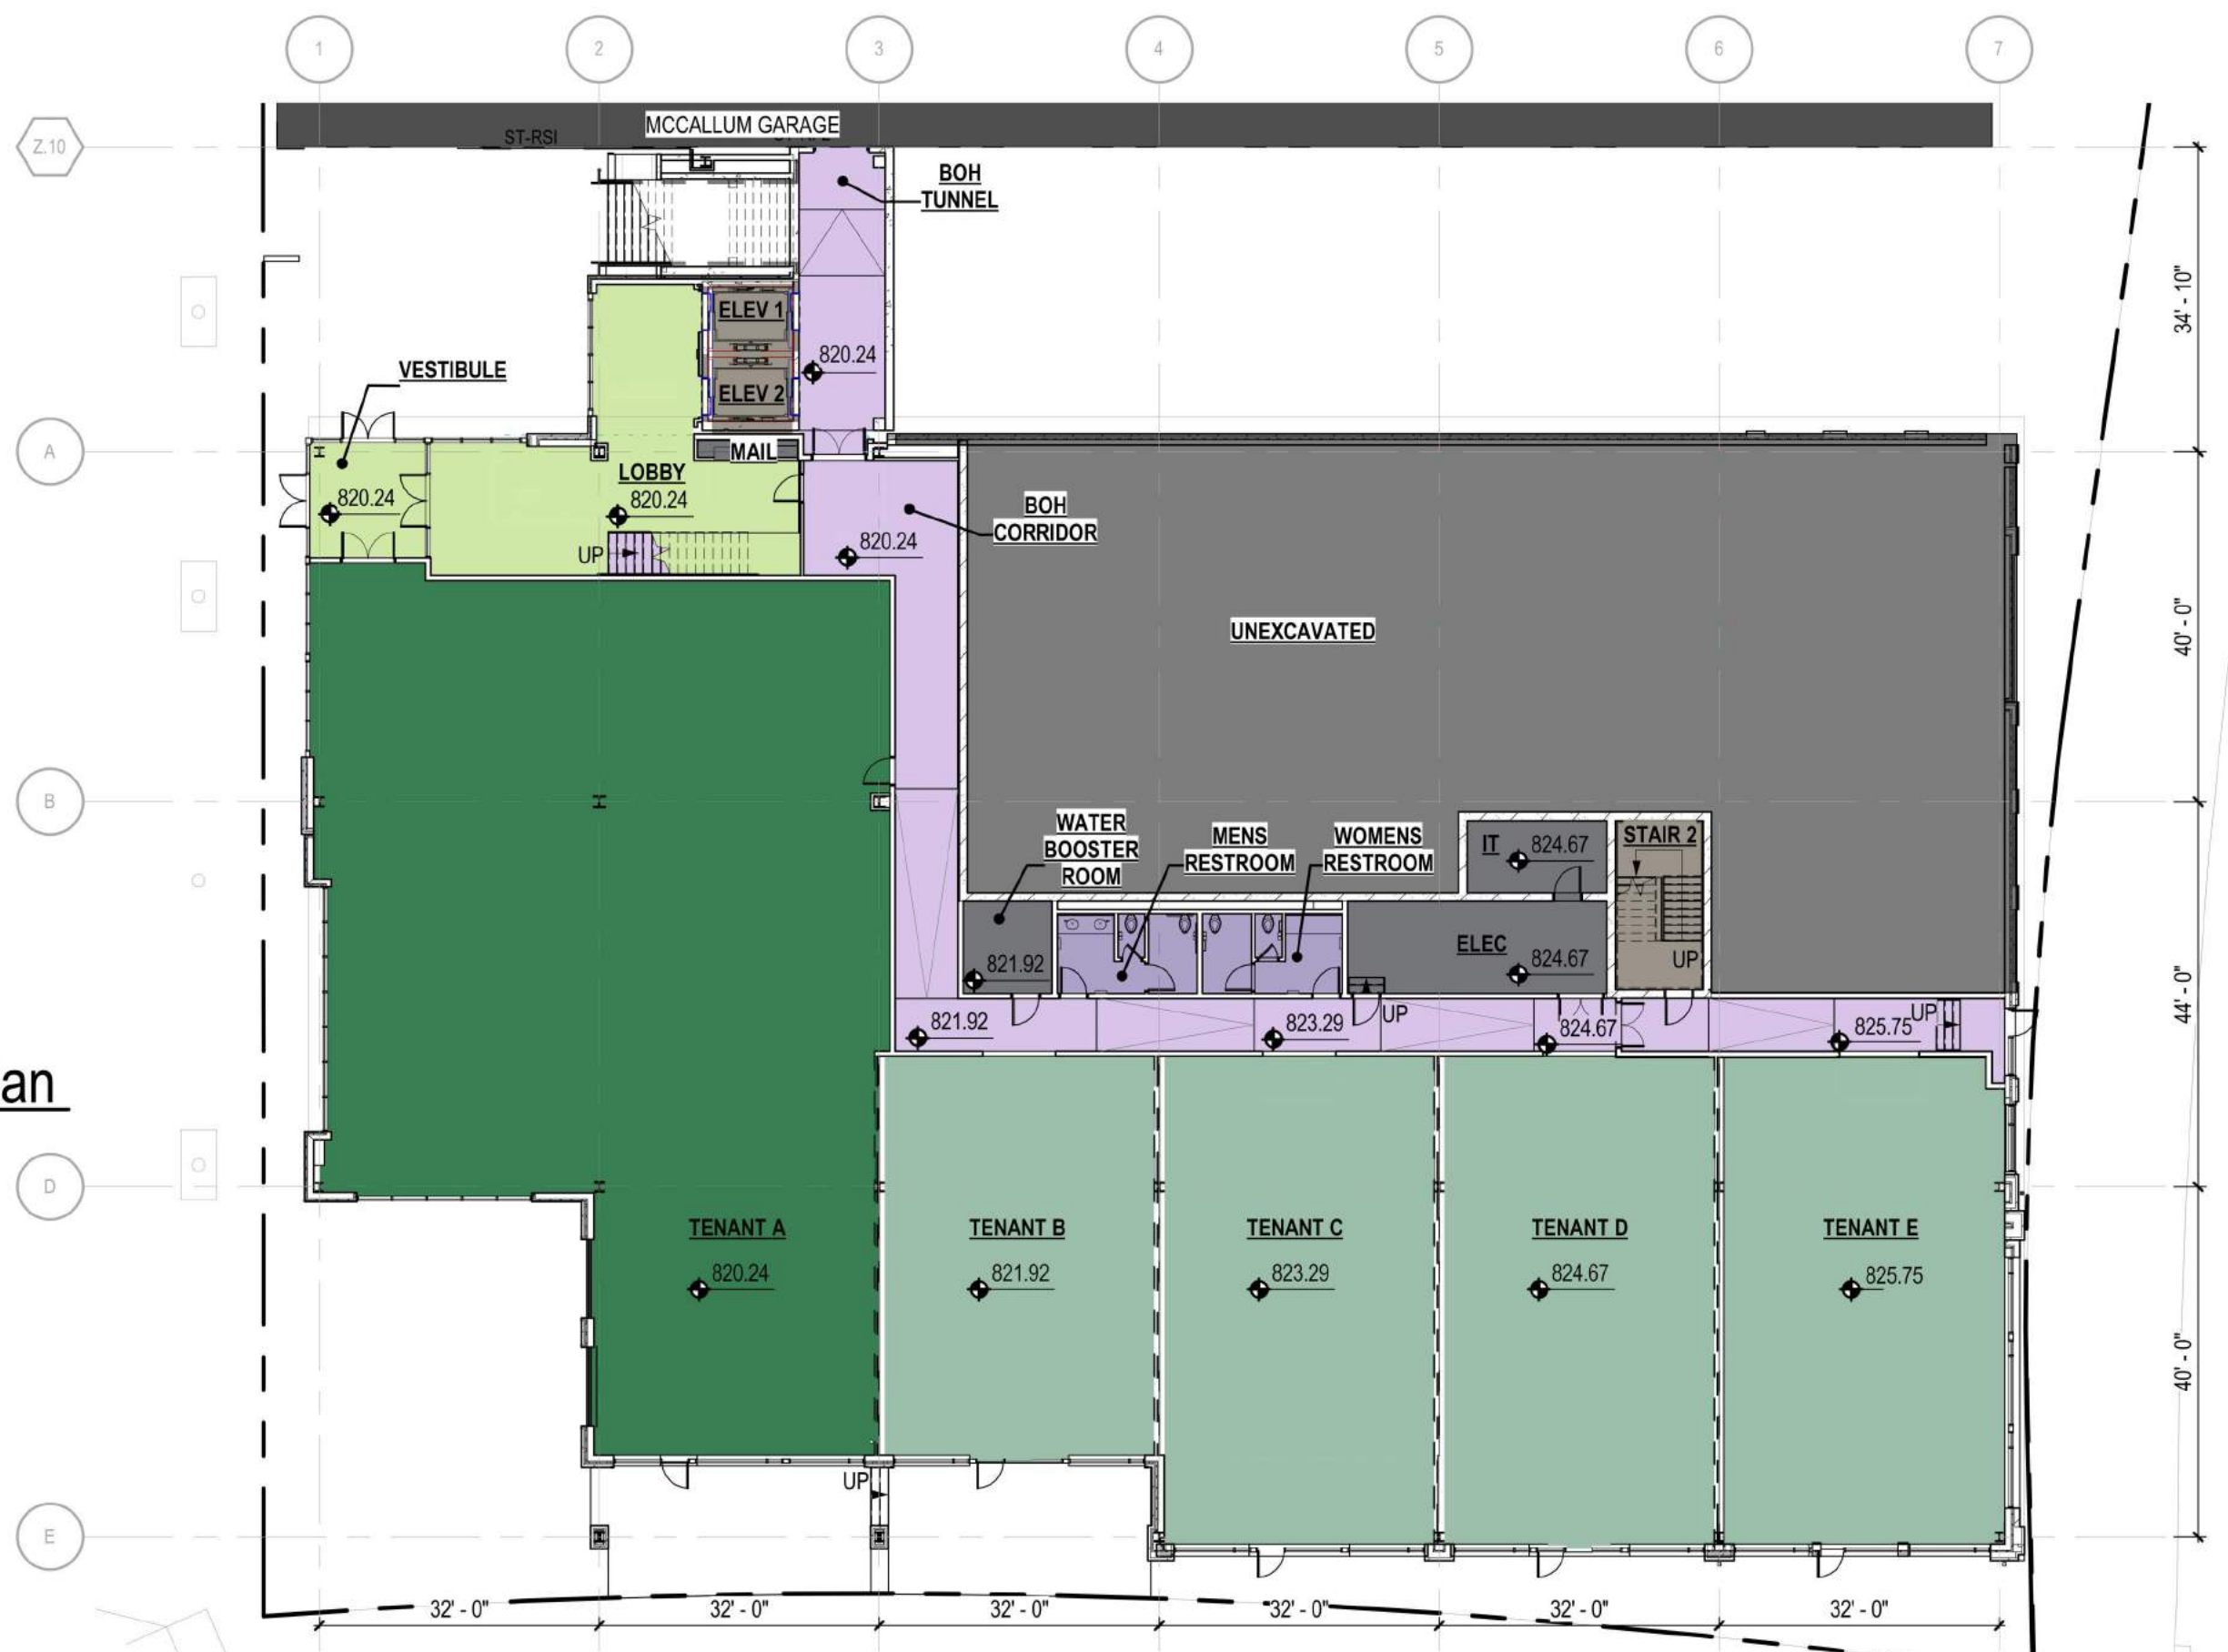 1
2
3
4
5
6
7
Z.10
ST-RSI
MCCALLUM GARAGE
BOH
TUNNEL
34' - 10"
ELEV 1
820.24
VESTIBULE
ELEV 2
A
MAIL
LOBBY
820.24
820.24
BOH
CORRIDOR
820.24
UP
40' - 0"
UNEXCAVATED
B
WATER
BOOSTER
ROOM
MENS
RESTROOM
WOMENS
RESTROOM
IT
824.67
STAIR 2
821.92
ELEC
824.67
UP
44' - 0"
821.92
823.29
UP
824.67
825.75
UP
an
D
TENANT A
820.24
TENANT B
821.92
TENANT C
823.29
TENANT D
824.67
TENANT E
825.75
40' - 0"
UP
E
32' - 0"
32' - 0"
32' - 0"
32' - 0"
32' - 0"
32' - 0"